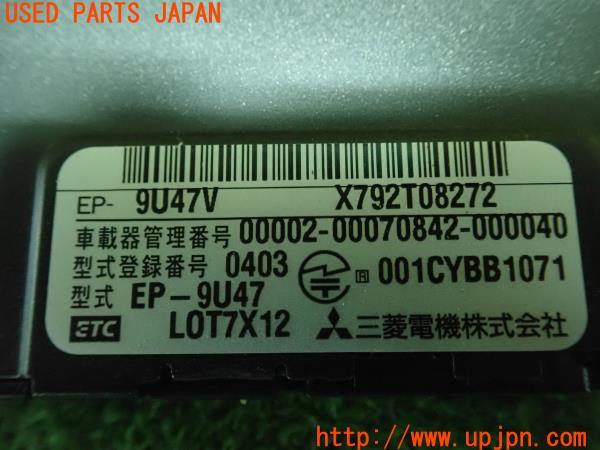 USED PARTS JAPAN
EP- 9U47V X792T08272
車載器管理番号 00002-00070842-000040
型式登録番号 0403 R 001CYBB1071
型式 EP-9U47
ETC LOT7X12 三菱電機株式会社
http://www.upjpn.com/